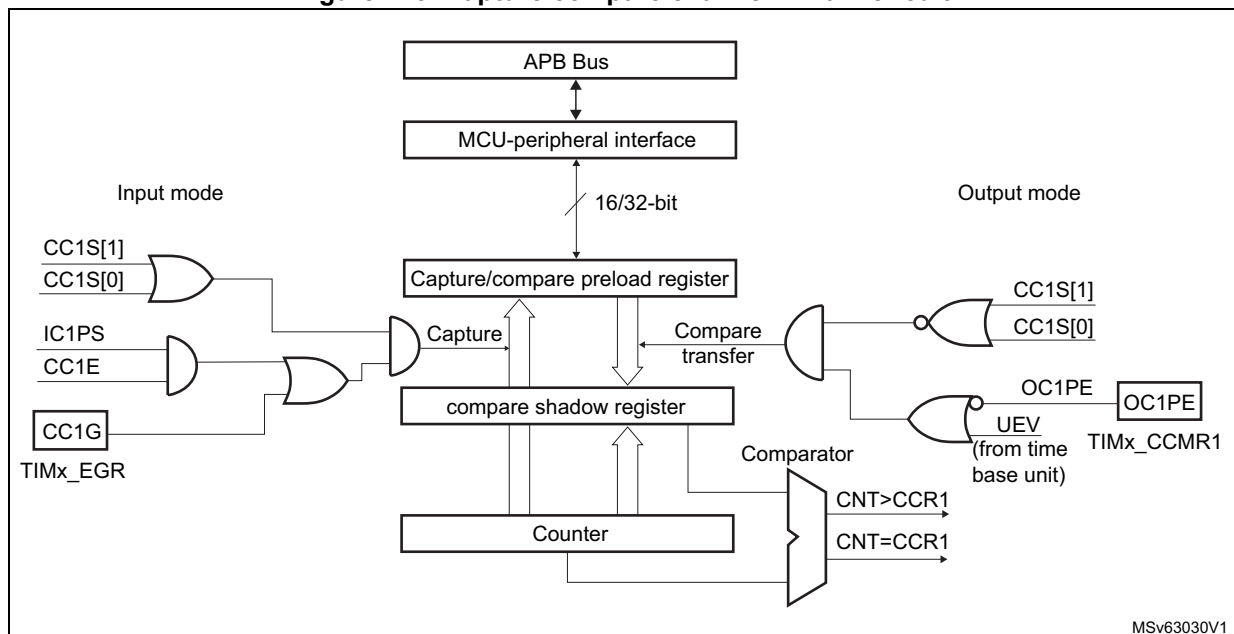 APB Bus
MCU-peripheral interface
Input mode
16/32-bit
Output mode
CC1S[1]
CC1S[0]
Capture/compare preload register
CC1S[1]
CC1S[0]
IC1PS
CC1E
Capture
Compare
transfer
compare shadow register
OC1PE
OC1PE
CC1G
TIMx_EGR
UEV
(from time
base unit)
TIMx_CCMR1
Comparator
CNT>CCR1
Counter
CNT=CCR1
MSv63030V1